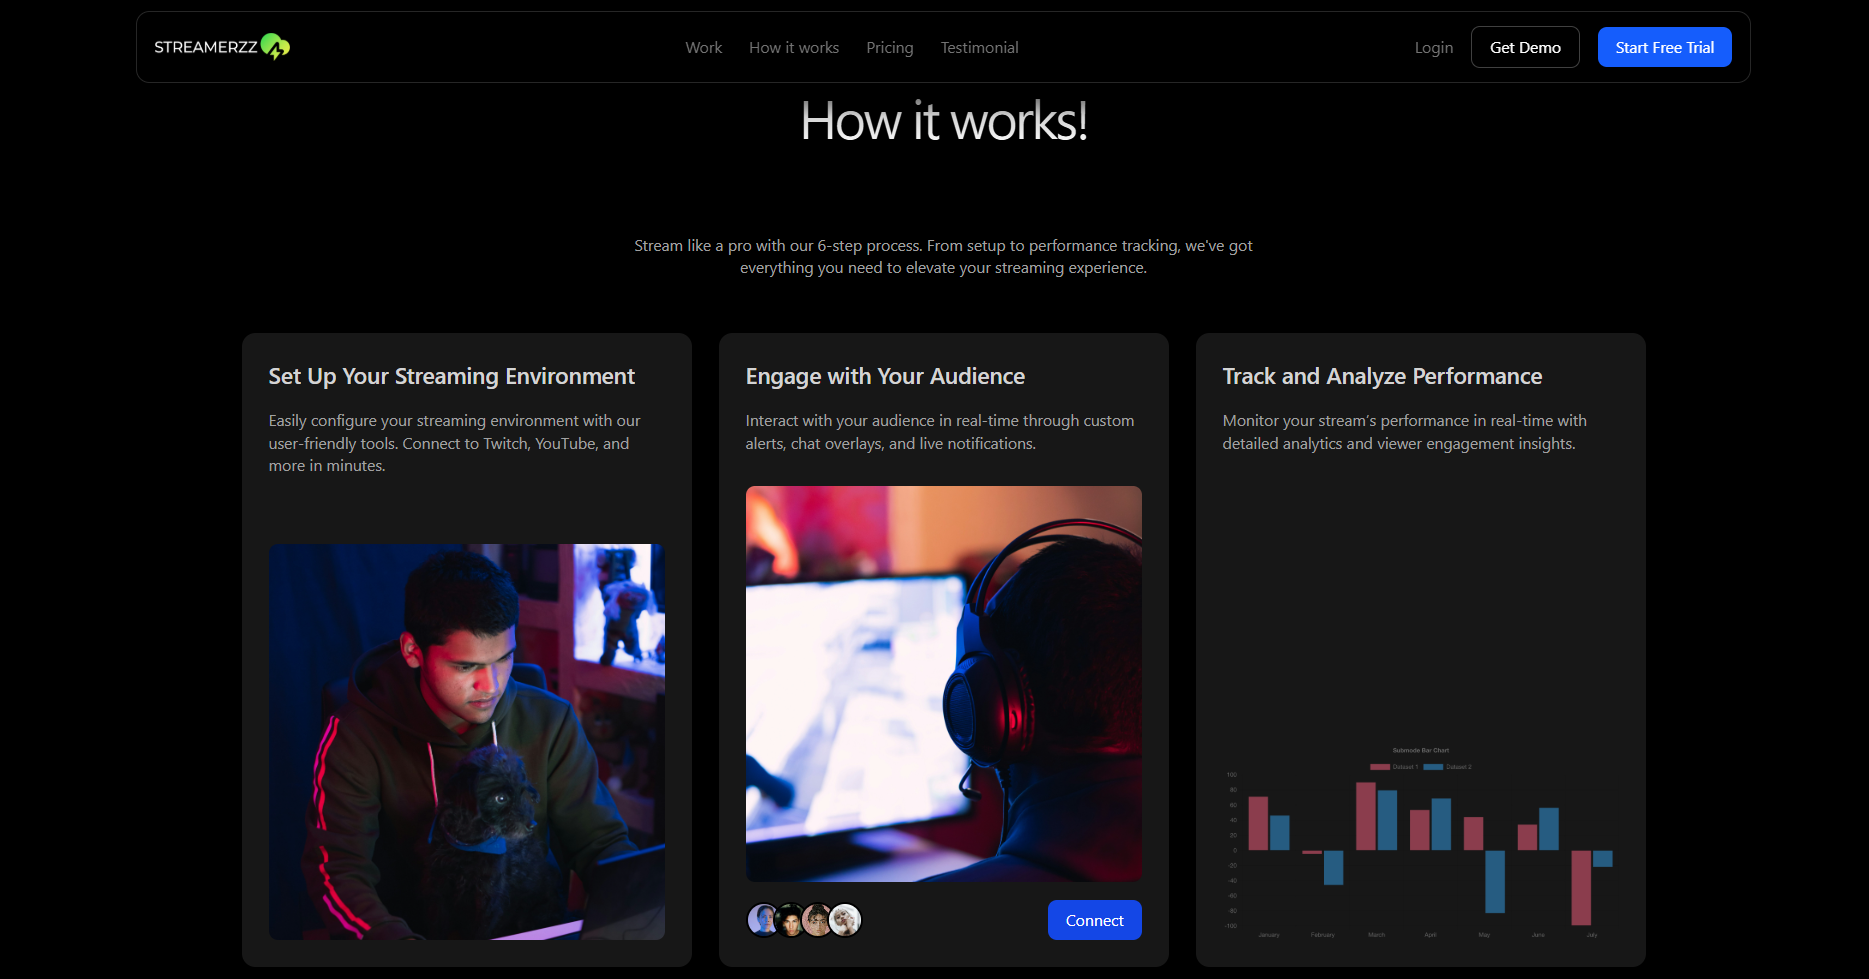 STREAMERZZ
Work
How it works
Pricing
Testimonial
Login
Get Demo
Start Free Trial
How it works!
Stream like a pro with our 6-step process. From setup to performance tracking, we've got
everything you need to elevate your streaming experience.
Set Up Your Streaming Environment
Easily configure your streaming environment with our
user-friendly tools. Connect to Twitch, YouTube, and
more in minutes.
Engage with Your Audience
Interact with your audience in real-time through custom
alerts, chat overlays, and live notifications.
Connect
Track and Analyze Performance
Monitor your stream’s performance in real-time with
detailed analytics and viewer engagement insights.
Submode Bar Chart
Dataset 1 Dataset 2
100
80
60
40
20
0
-20
-40
-60
-80
-100
January February March April May June July